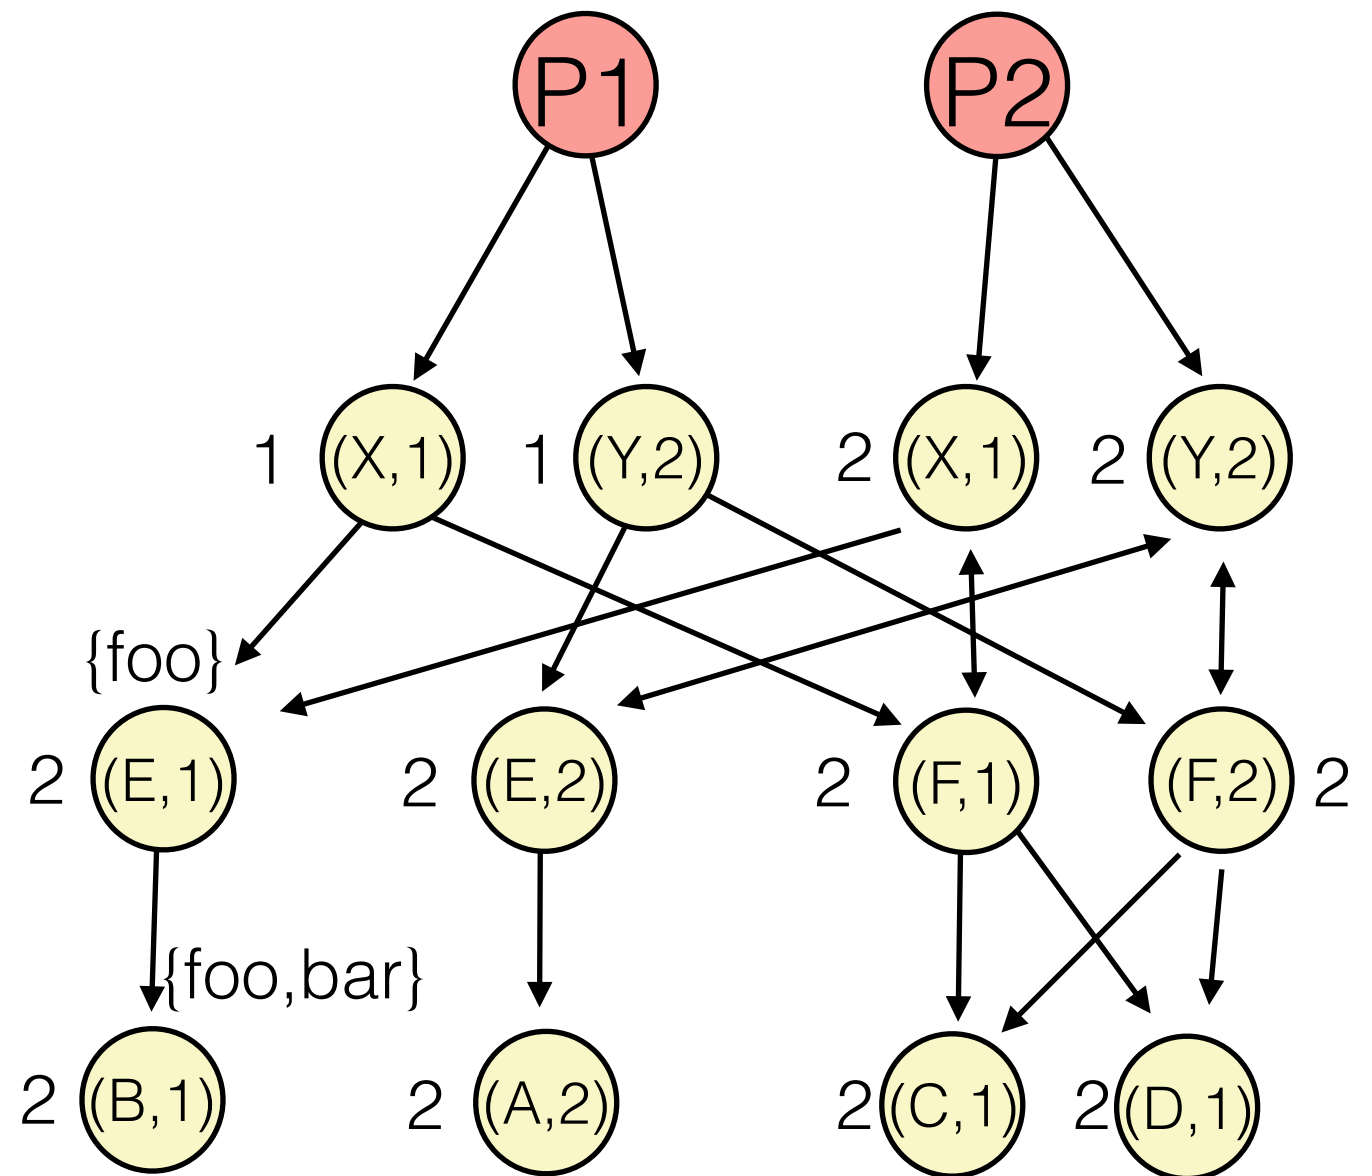 P1 P2
1 (X,1) 1 (Y,2) 2 (X,1) 2 (Y,2)
{foo}
2 (E,1) 2 (E,2) 2 (F,1) (F,2) 2
{foo,bar}
2 (B,1) 2 (A,2) 2 (C,1) 2 (D,1)